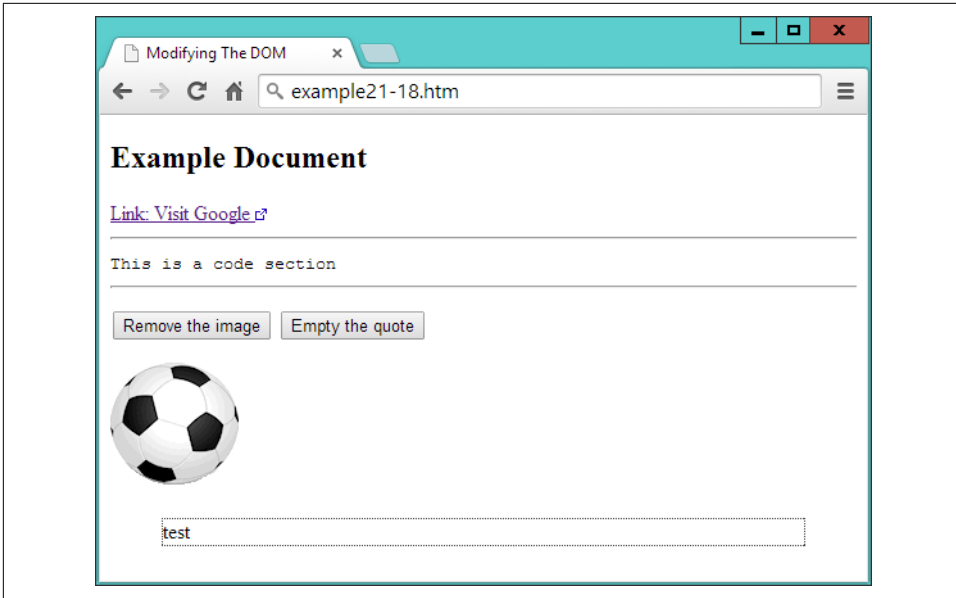 Modifying The DOM
example21-18.htm
Example Document
Link: Visit Google
This is a code section
Remove the image Empty the quote
test